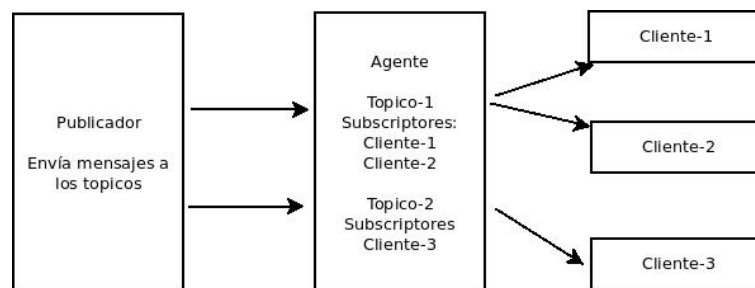 Publicador
Envía mensajes a
los topicos
Agente
Topico-1
Subscriptores:
Cliente-1
Cliente-2
Topico-2
Subscriptores
Cliente-3
Cliente-1
Cliente-2
Cliente-3